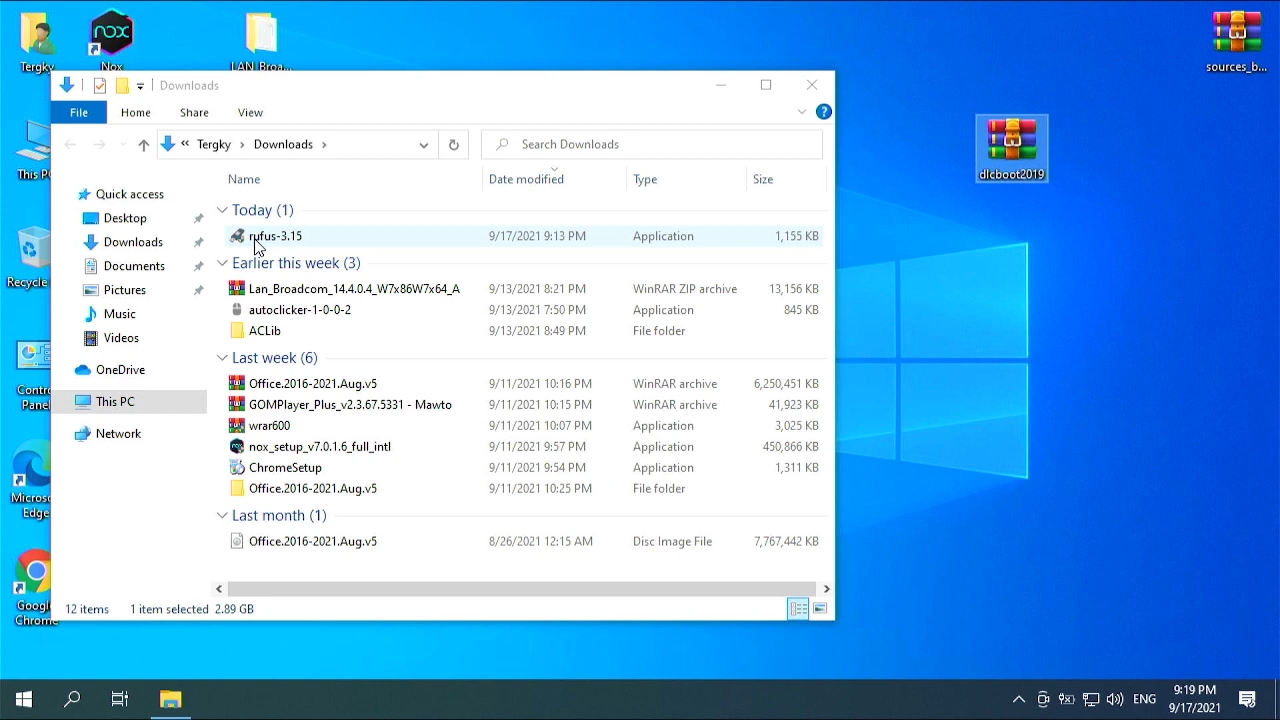 Tergky
nox
Nox
LAN_Broa...
sources_b...
dlcboot2019
Downloads
File
Home
Share
View
Tergky
Downloads
Search Downloads
Name
Date modified
Type
Size
Quick access
Desktop
Downloads
Documents
Pictures
Music
Videos
OneDrive
This PC
Network
Today (1)
rufus-3.15 9/17/2021 9:13 PM Application 1,155 KB
Earlier this week (3)
Lan_Broadcom_14.4.0.4_W7x86W7x64_A 9/13/2021 8:21 PM WinRAR ZIP archive 13,156 KB
autoclicker-1-0-0-2 9/13/2021 7:50 PM Application 845 KB
ACLib 9/13/2021 8:49 PM File folder
Last week (6)
Office.2016-2021.Aug.v5 9/11/2021 10:16 PM WinRAR archive 6,250,451 KB
GOMPlayer_Plus_v2.3.67.5331 - Mawto 9/11/2021 10:15 PM WinRAR archive 41,923 KB
wrar600 9/11/2021 10:07 PM Application 3,025 KB
nox_setup_v7.0.1.6_full_intl 9/11/2021 9:57 PM Application 450,866 KB
ChromeSetup 9/11/2021 9:54 PM Application 1,311 KB
Office.2016-2021.Aug.v5 9/11/2021 10:25 PM File folder
Last month (1)
Office.2016-2021.Aug.v5 8/26/2021 12:15 AM Disc Image File 7,767,442 KB
12 items 1 item selected 2.89 GB
This PC
Recycle
Contro
Panel
Microso
Edge
Google
Chrome
ENG
9:19 PM
9/17/2021